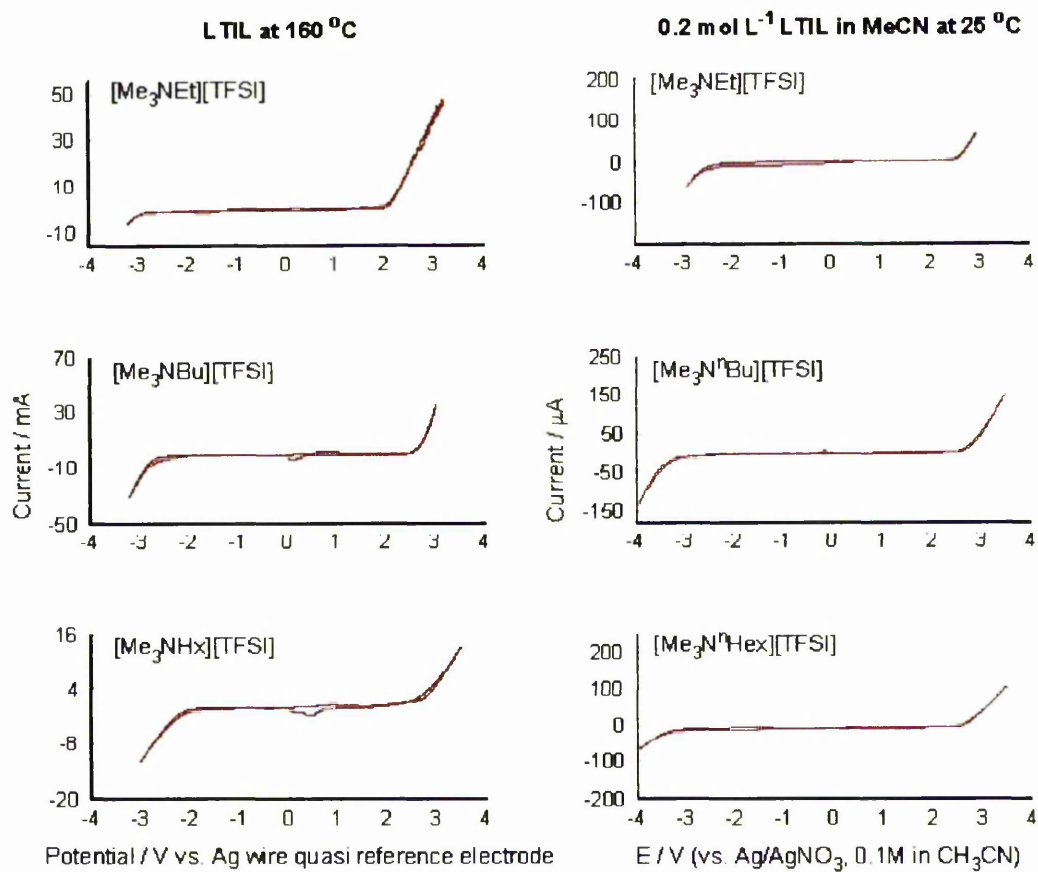 LTIL at 160 °C
0.2 mol L⁻¹ LTIL in MeCN at 25 °C
[Me₃NEt][TFSI]
50
30
10
-10
-4 -3 -2 -1 0 1 2 3 4
[Me₃NEt][TFSI]
200
100
0
-100
-4 -3 -2 -1 0 1 2 3 4
Current / mA
[Me₃NBu][TFSI]
70
30
-10
-50
-4 -3 -2 -1 0 1 2 3 4
Current / µA
[Me₃NⁿBu][TFSI]
250
150
50
-50
-150
-4 -3 -2 -1 0 1 2 3 4
[Me₃NHx][TFSI]
16
4
-8
-20
-4 -3 -2 -1 0 1 2 3 4
Potential / V vs. Ag wire quasi reference electrode
[Me₃NⁿHex][TFSI]
200
100
0
-100
-200
-4 -3 -2 -1 0 1 2 3 4
E / V (vs. Ag/AgNO₃, 0.1M in CH₃CN)